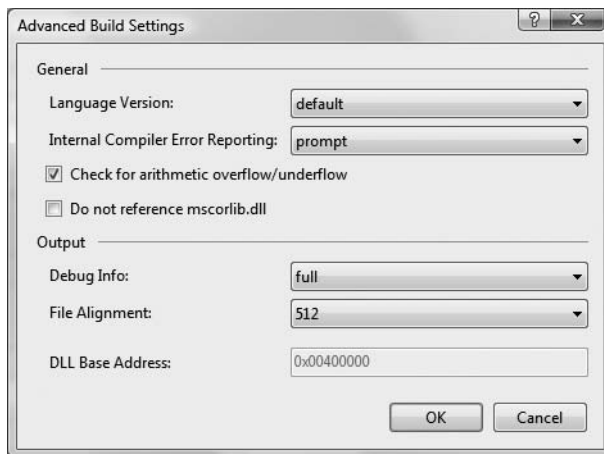 Advanced Build Settings
?
General
Language Version: default
Internal Compiler Error Reporting: prompt
Check for arithmetic overflow/underflow
Do not reference mscorlib.dll
Output
Debug Info: full
File Alignment: 512
DLL Base Address: 0x00400000
OK Cancel